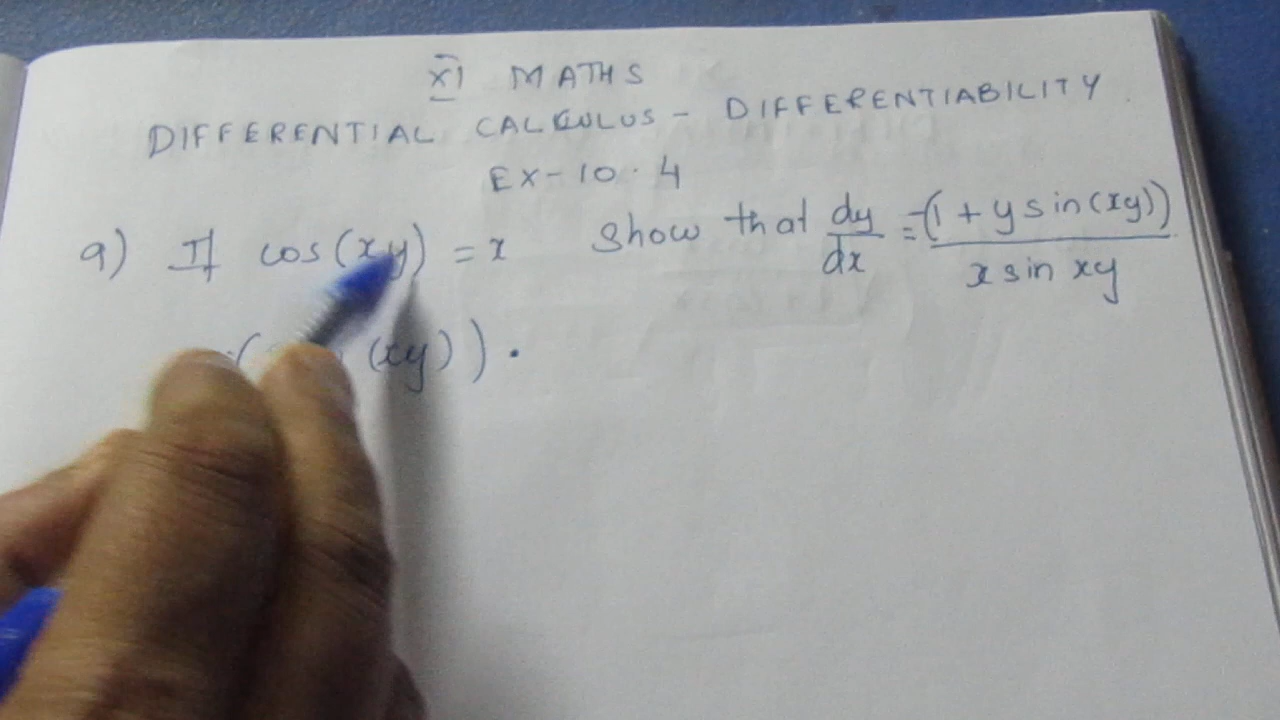 XI MATHS
DIFFERENTIAL CALCULUS - DIFFERENTIABILITY
EX-10.4
9) If cos(xy) = x Show that dy/dx = -(1 + y sin(xy))/x sin xy
(xy)).